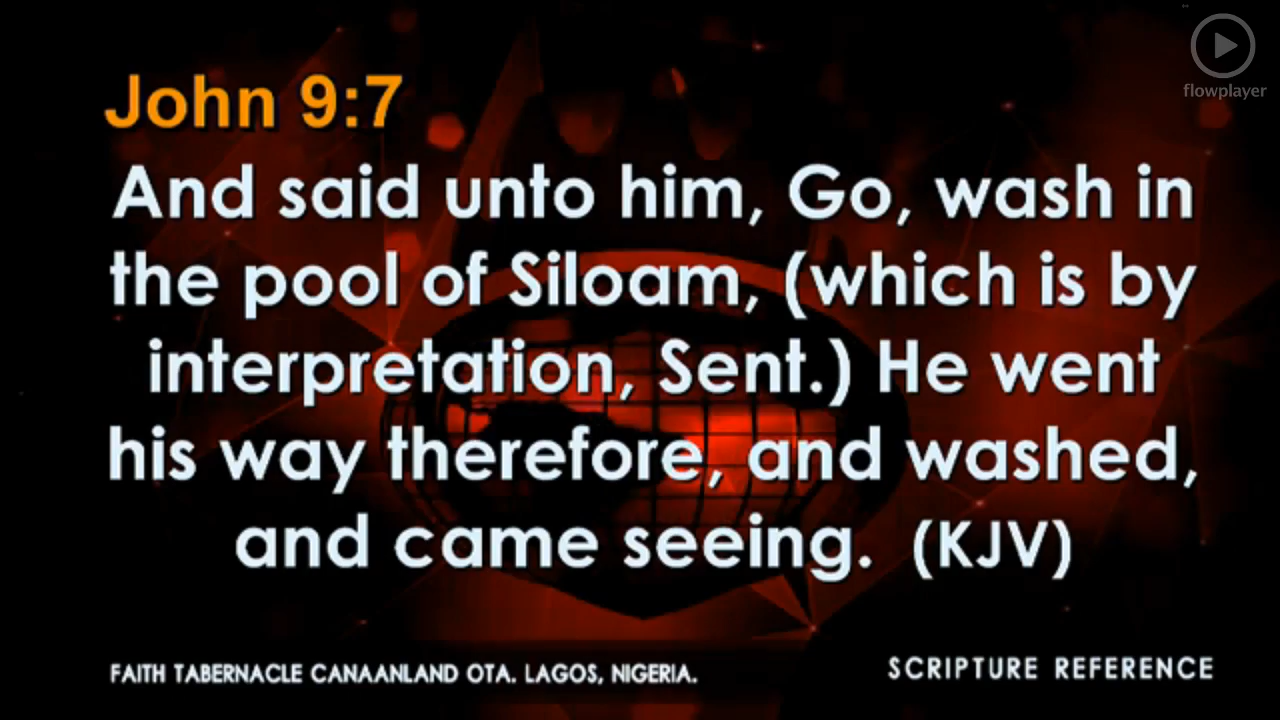 flowplayer
John 9:7
And said unto him, Go, wash in
the pool of Siloam, (which is by
interpretation, Sent.) He went
his way therefore, and washed,
and came seeing. (KJV)
FAITH TABERNACLE CANAANLAND OTA. LAGOS, NIGERIA.
SCRIPTURE REFERENCE